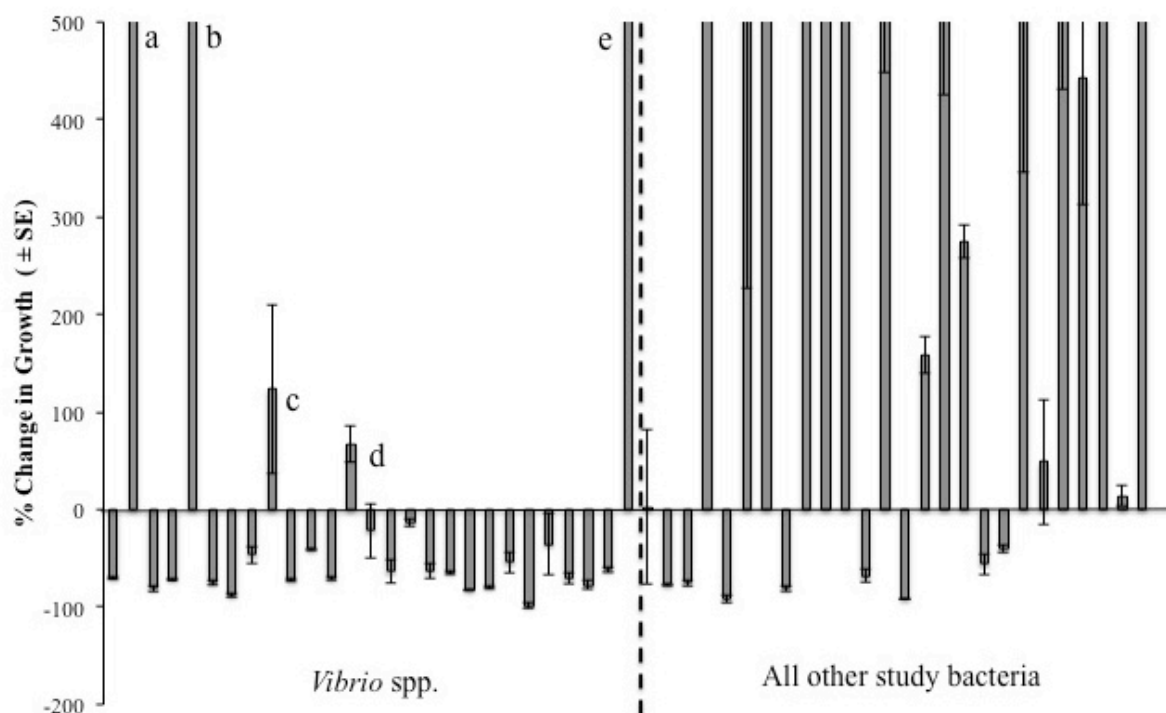 500
a
b
e
400
300
200
c
100
d
0
-100
-200
% Change in Growth ( ± SE)
Vibrio spp.
All other study bacteria